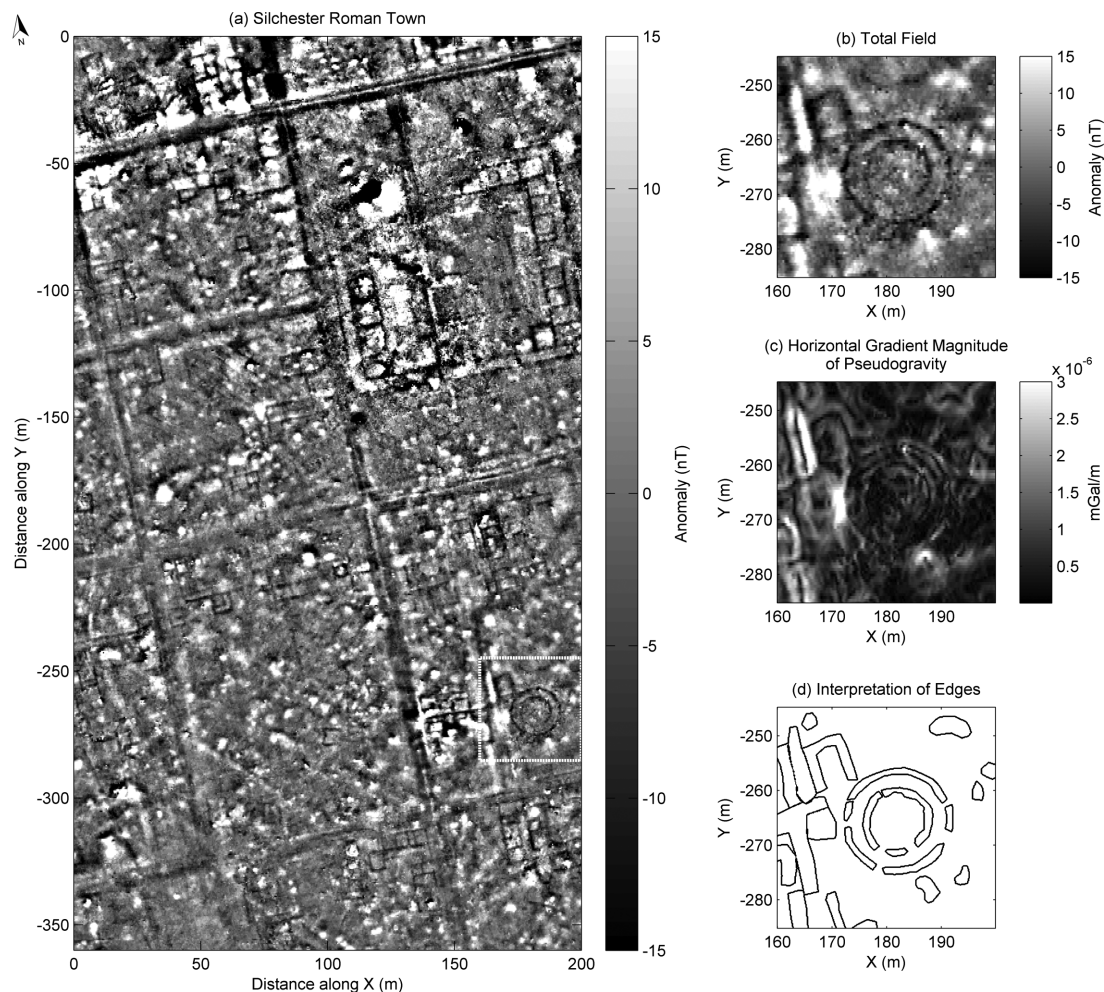 N
(a) Silchester Roman Town
0
-50
-100
-150
-200
-250
-300
-350
Distance along Y (m)
0 50 100 150 200
Distance along X (m)
15
10
5
0
-5
-10
-15
Anomaly (nT)
(b) Total Field
-250
-260
-270
-280
Y (m)
160 170 180 190
X (m)
15
10
5
0
-5
-10
-15
Anomaly (nT)
(c) Horizontal Gradient Magnitude
of Pseudogravity
-250
-260
-270
-280
Y (m)
160 170 180 190
X (m)
x 10⁻⁶
3
2.5
2
1.5
1
0.5
mGal/m
(d) Interpretation of Edges
-250
-260
-270
-280
Y (m)
160 170 180 190
X (m)